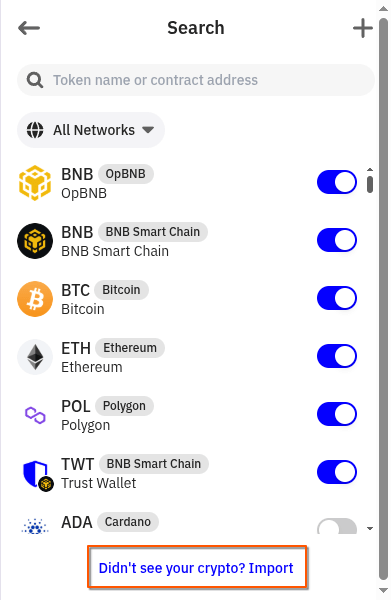 Search
Token name or contract address
All Networks
BNB OpBNB
OpBNB
BNB BNB Smart Chain
BNB Smart Chain
BTC Bitcoin
Bitcoin
ETH Ethereum
Ethereum
POL Polygon
Polygon
TWT BNB Smart Chain
Trust Wallet
ADA Cardano
Didn't see your crypto? Import